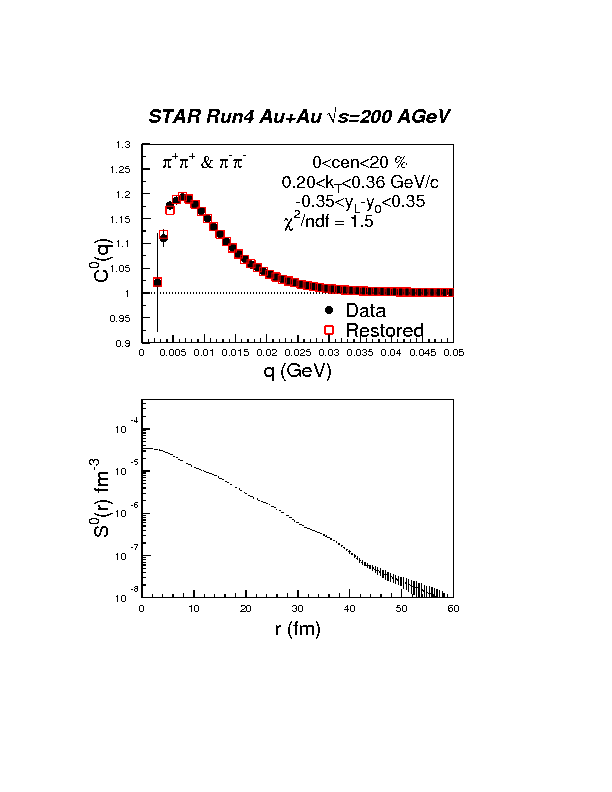 STAR Run4 Au+Au √s=200 AGeV
π⁺π⁺ & π⁻π⁻
0<cen<20 %
0.20<k_T<0.36 GeV/c
-0.35<y_L-y_o<0.35
χ²/ndf = 1.5
C⁰(q)
1.3
1.25
1.2
1.15
1.1
1.05
1
0.95
0.9
Data
Restored
0 0.005 0.01 0.015 0.02 0.025 0.03 0.035 0.04 0.045 0.05
q (GeV)
S⁰(r) fm⁻³
10⁻⁴
10⁻⁵
10⁻⁶
10⁻⁷
10⁻⁸
0 10 20 30 40 50 60
r (fm)